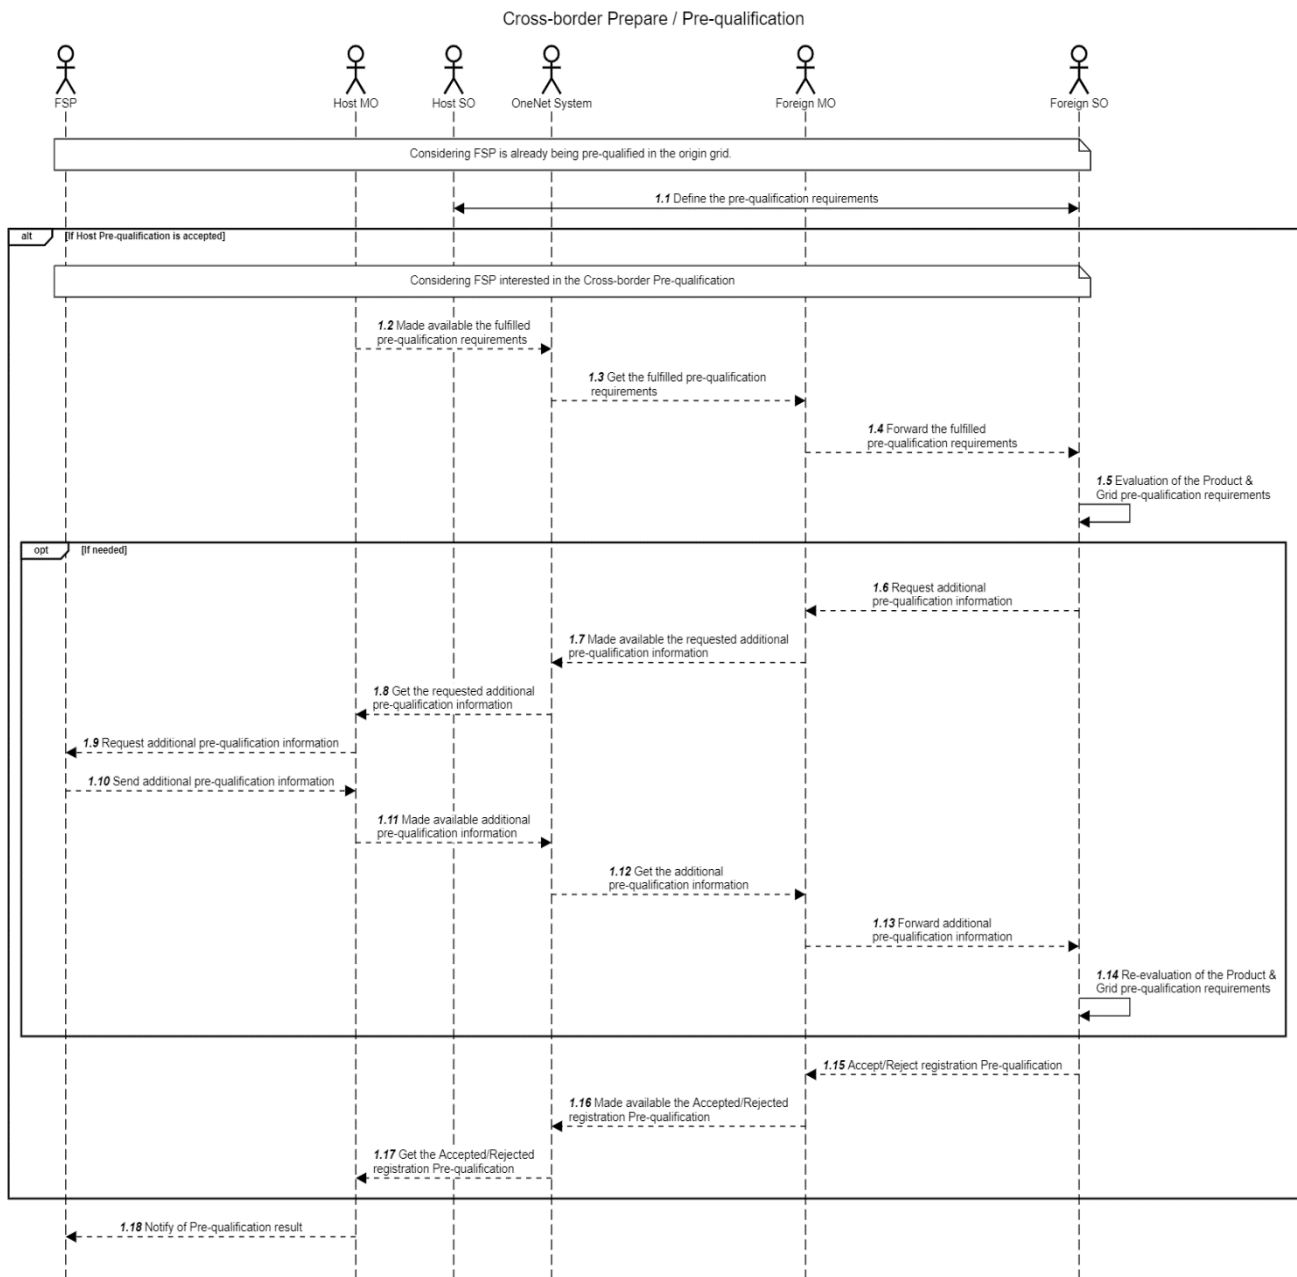 Cross-border Prepare / Pre-qualification
FSP
Host MO
Host SO
OneNet System
Foreign MO
Foreign SO
Considering FSP is already being pre-qualified in the origin grid.
1.1 Define the pre-qualification requirements
alt
[If Host Pre-qualification is accepted]
Considering FSP interested in the Cross-border Pre-qualification
1.2 Made available the fulfilled
pre-qualification requirements
1.3 Get the fulfilled pre-qualification
requirements
1.4 Forward the fulfilled
pre-qualification requirements
1.5 Evaluation of the Product &
Grid pre-qualification requirements
opt
[If needed]
1.6 Request additional
pre-qualification information
1.7 Made available the requested additional
pre-qualification information
1.8 Get the requested additional
pre-qualification information
1.9 Request additional pre-qualification information
1.10 Send additional pre-qualification information
1.11 Made available additional
pre-qualification information
1.12 Get the additional
pre-qualification information
1.13 Forward additional
pre-qualification information
1.14 Re-evaluation of the Product &
Grid pre-qualification requirements
1.15 Accept/Reject registration Pre-qualification
1.16 Made available the Accepted/Rejected
registration Pre-qualification
1.17 Get the Accepted/Rejected
registration Pre-qualification
1.18 Notify of Pre-qualification result